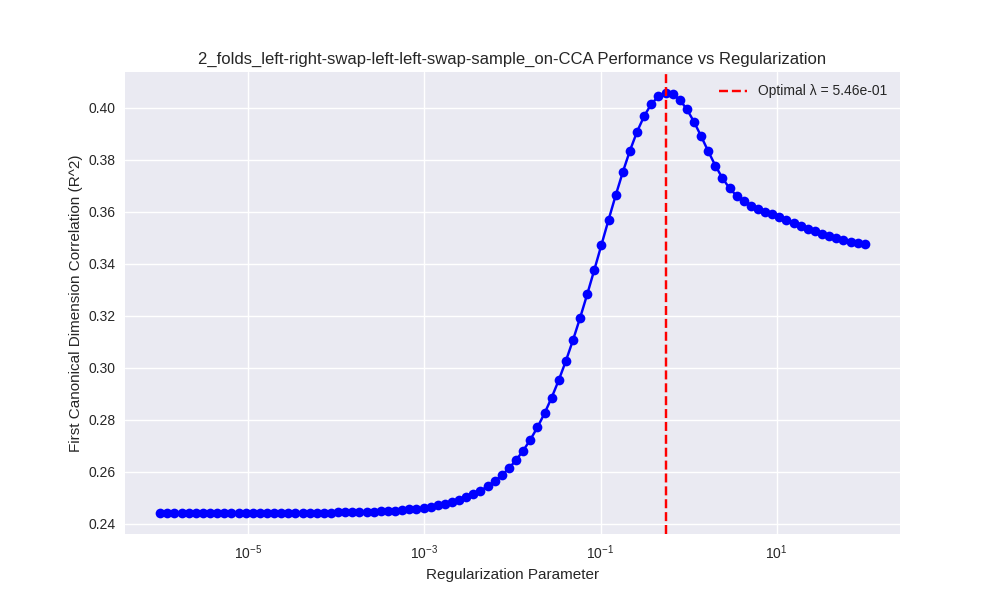 2_folds_left-right-swap-left-left-swap-sample_on-CCA Performance vs Regularization
Optimal λ = 5.46e-01
First Canonical Dimension Correlation (R^2)
0.40
0.38
0.36
0.34
0.32
0.30
0.28
0.26
0.24
10⁻⁵ 10⁻³ 10⁻¹ 10¹
Regularization Parameter